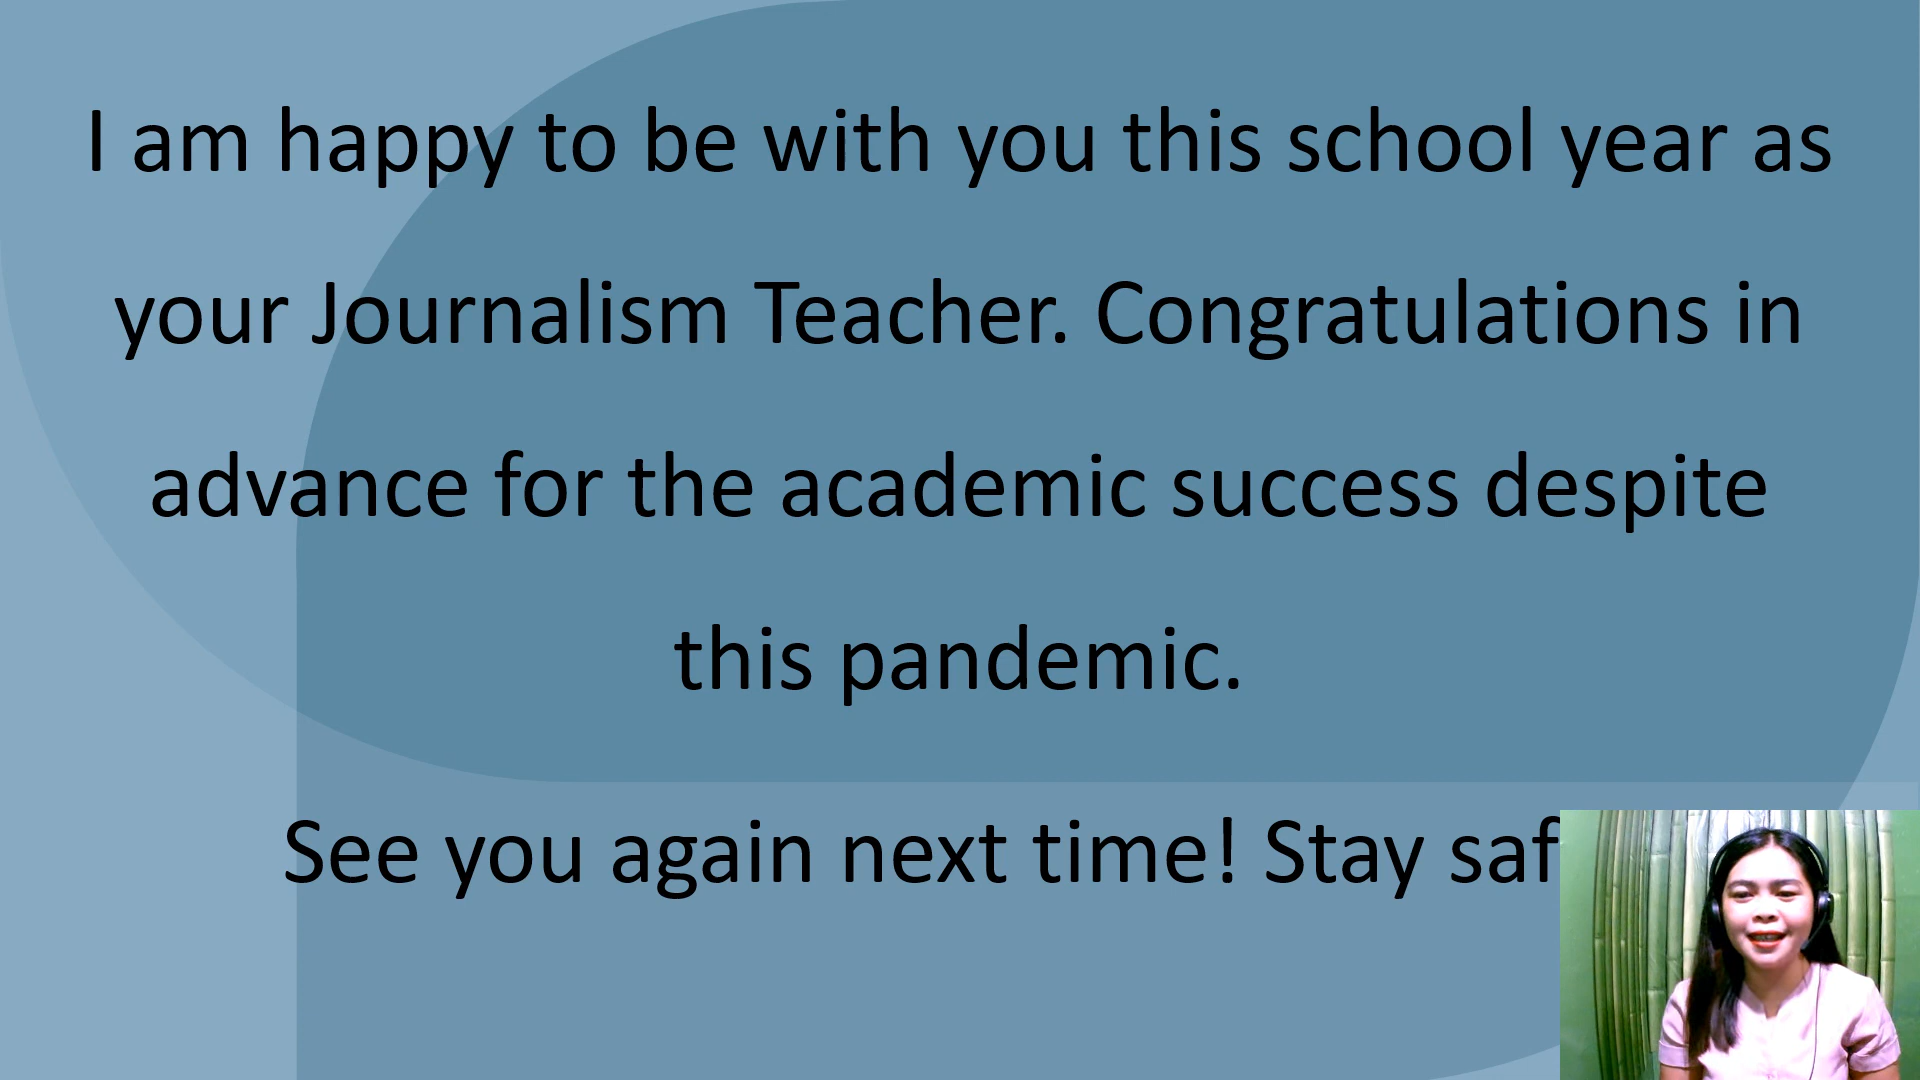 I am happy to be with you this school year as
your Journalism Teacher. Congratulations in
advance for the academic success despite
this pandemic.
See you again next time! Stay